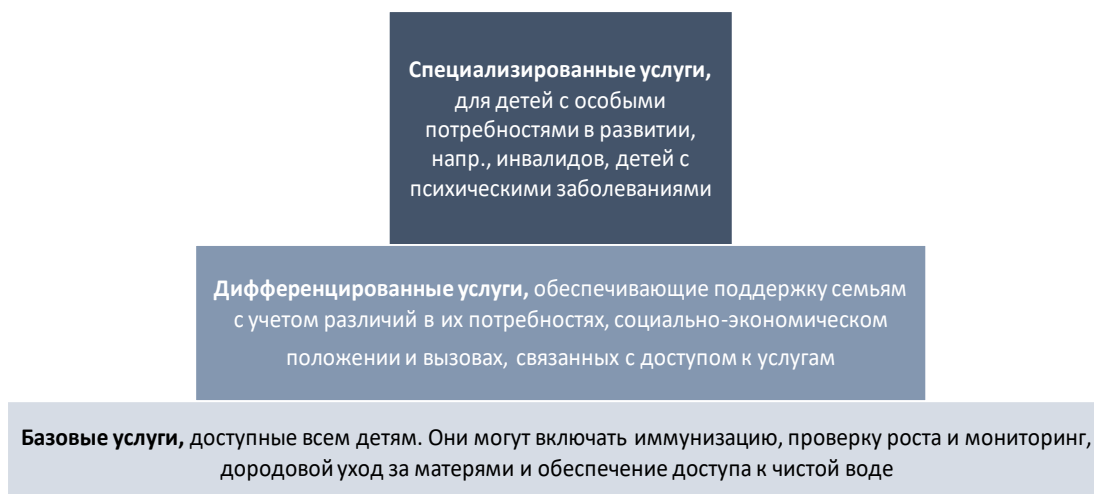 Специализированные услуги,
для детей с особыми
потребностями в развитии,
напр., инвалидов, детей с
психическими заболеваниями
Дифференцированные услуги, обеспечивающие поддержку семьям
с учетом различий в их потребностях, социально-экономическом
положении и вызовах, связанных с доступом к услугам
Базовые услуги, доступные всем детям. Они могут включать иммунизацию, проверку роста и мониторинг,
дородовой уход за матерями и обеспечение доступа к чистой воде